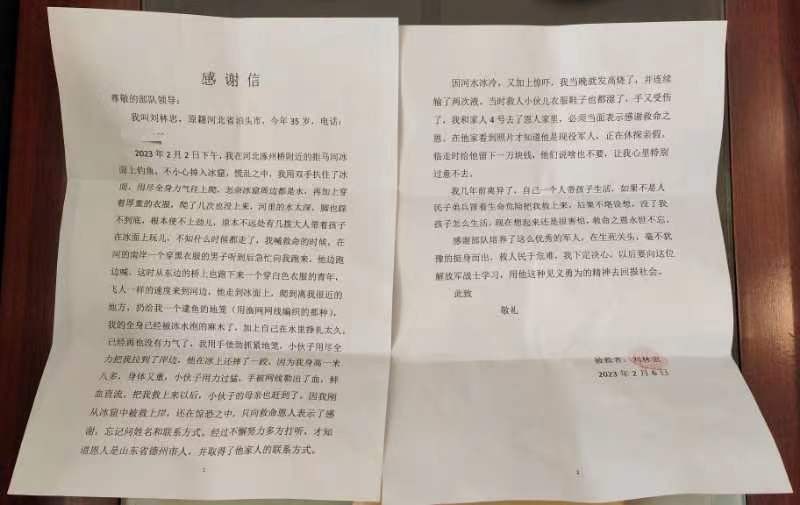 感谢信
尊敬的部队领导：
我叫刘林忠，原籍河北省泊头市，今年 35 岁，电话：
2023 年 2 月 2 日下午，我在河北涿州桥附近的拒马河冰
面上钓鱼，不小心掉入冰窟，慌乱之中，我用双手扒住了冰
面，用尽全身力气往上爬，怎奈冰窟周边都是水，再加上穿
着厚重的衣服，爬了几次也没上来，河里的水太深，脚也踩
不到底，根本使不上劲儿，原本不远处有几拨大人带着孩子
在冰面上玩儿，不知什么时候都走了，我喊救命的时候，在
河的南岸一个穿黑衣服的男子听到后急忙向我跑来，他边跑
边喊，这时从东边的桥上也跑下来一个穿白色衣服的青年，
飞人一样的速度来到河边，他走到冰面上，爬到离我很近的
地方，扔给我一个逮鱼的地笼（用渔网网线编织的那种），
我的全身已经被冰水泡的麻木了，加上自己在水里挣扎太久，
已经再也没有力气了，我用手使劲抓紧地笼，小伙子用尽全
力把我拉到了岸边，他在冰上还摔了一跤，因为我身高一米
八多，身体又重，小伙子用力过猛，手被网线勒出了血，鲜
血直流，把我救上来以后，小伙子的母亲也赶到了，因我刚
从冰窟中被救上岸，还在惊恐之中，只向救命恩人表示了感
谢，忘记问姓名和联系方式。经过不懈努力多方打听，才知
道恩人是山东省德州市人，并取得了他家人的联系方式。
1
因河水冰冷，又加上惊吓，我当晚就发高烧了，并连续
输了两次液，当时救人小伙儿衣服鞋子也都湿了，手又受伤
了，我和家人 4 号去了恩人家里，必须当面表示感谢救命之
恩，在他家看到照片才知道他是现役军人，正在休探亲假，
临走时给他留下一万块钱，他们说啥也不要，让我心里特别
过意不去。
我几年前离异了，自己一个人带孩子生活，如果不是人
民子弟兵冒着生命危险把我救上来，后果不堪设想，没了我
孩子怎么生活，现在想起来还是很害怕，救命之恩永世不忘。
感谢部队培养了这么优秀的军人，在生死关头，毫不犹
豫的挺身而出，救人民于危难，我下定决心，以后要向这位
解放军战士学习，用他这种见义勇为的精神去回报社会。
此致
敬礼
被救者：刘林忠
2023 年 2 月 6 日
2